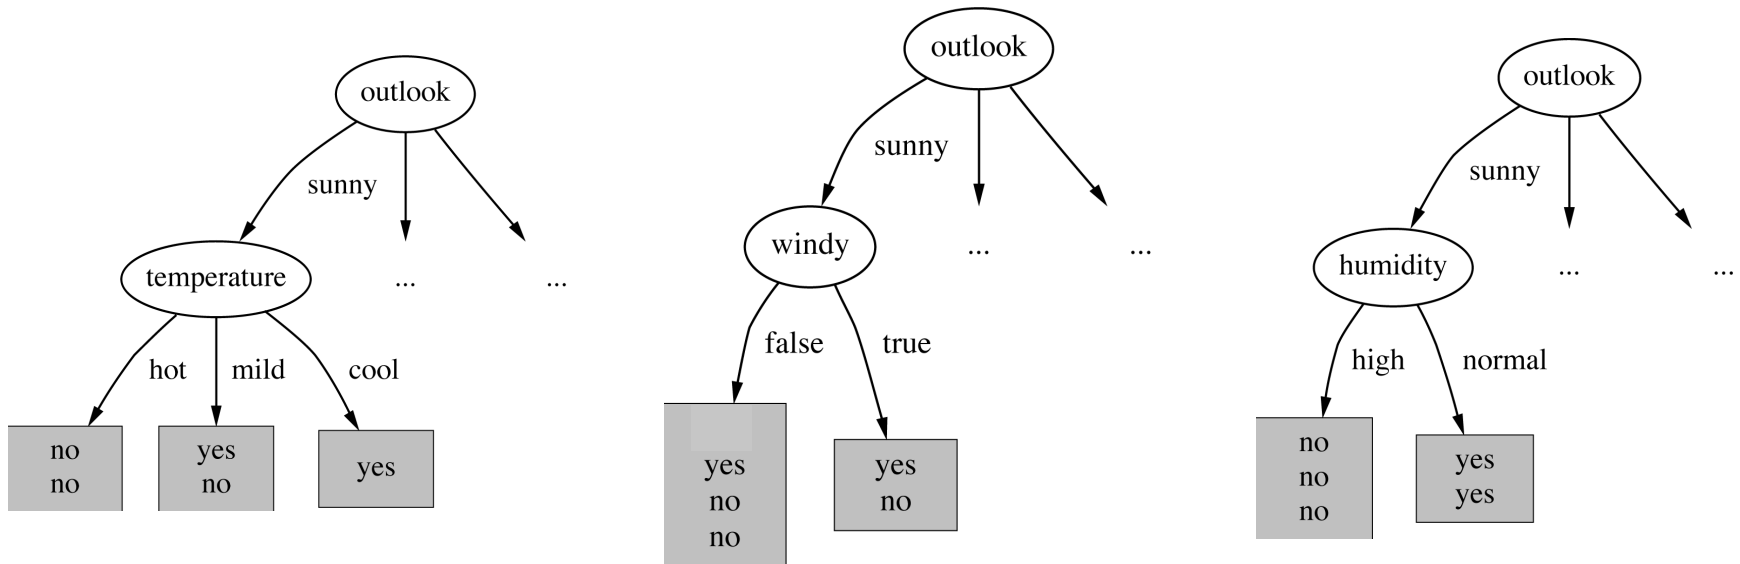 outlook
sunny
temperature
...
...
hot
mild
cool
no
no
yes
no
yes
outlook
sunny
windy
...
...
false
true
yes
no
no
yes
no
outlook
sunny
humidity
...
...
high
normal
no
no
no
yes
yes